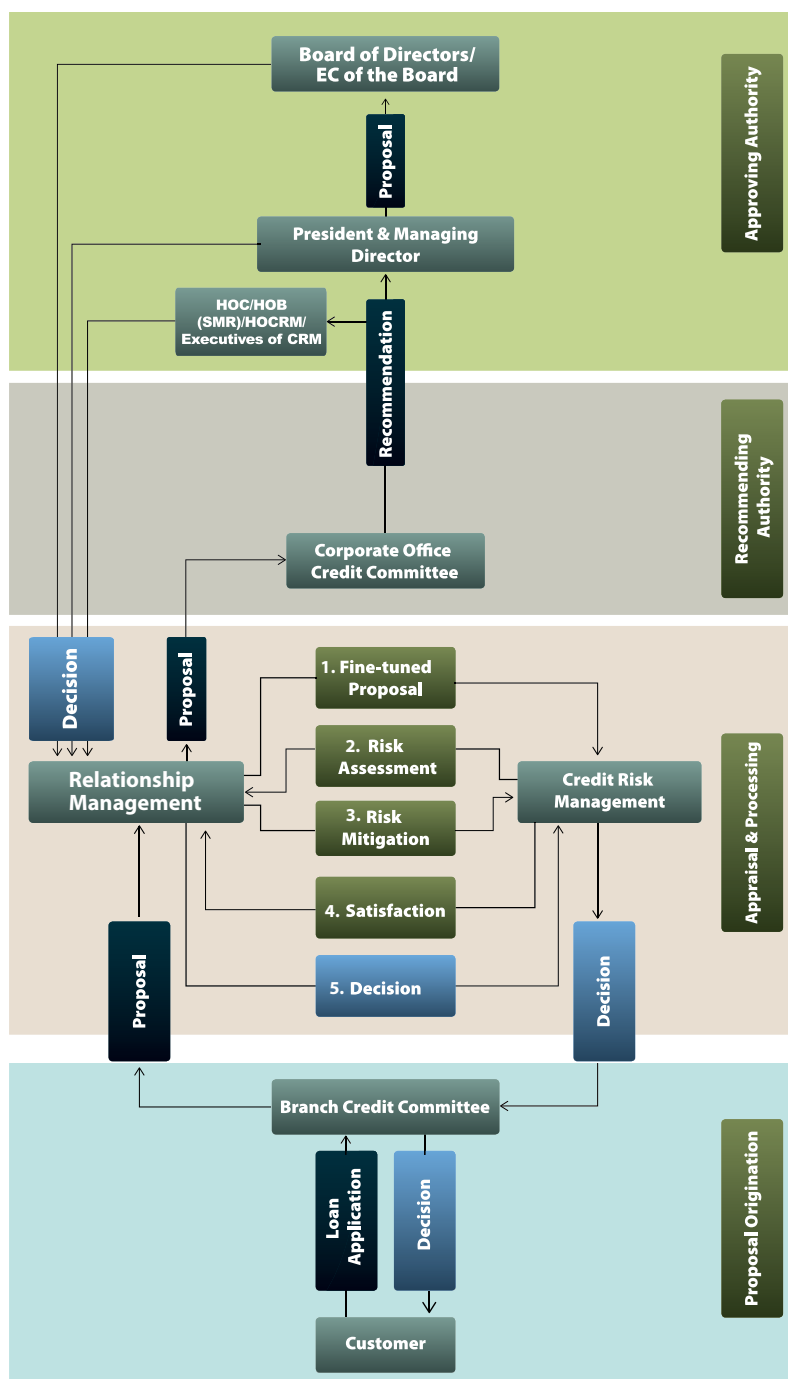 Board of Directors/
EC of the Board
Approving Authority
Proposal
President & Managing
Director
HOC/HOB
(SMR)/HOCRM/
Executives of CRM
Recommendation
Recommending
Authority
Corporate Office
Credit Committee
Decision
Proposal
1. Fine-tuned
Proposal
2. Risk
Assessment
Relationship
Management
Credit Risk
Management
3. Risk
Mitigation
Appraisal & Processing
4. Satisfaction
5. Decision
Proposal
Decision
Branch Credit Committee
Loan
Application
Decision
Proposal Origination
Customer